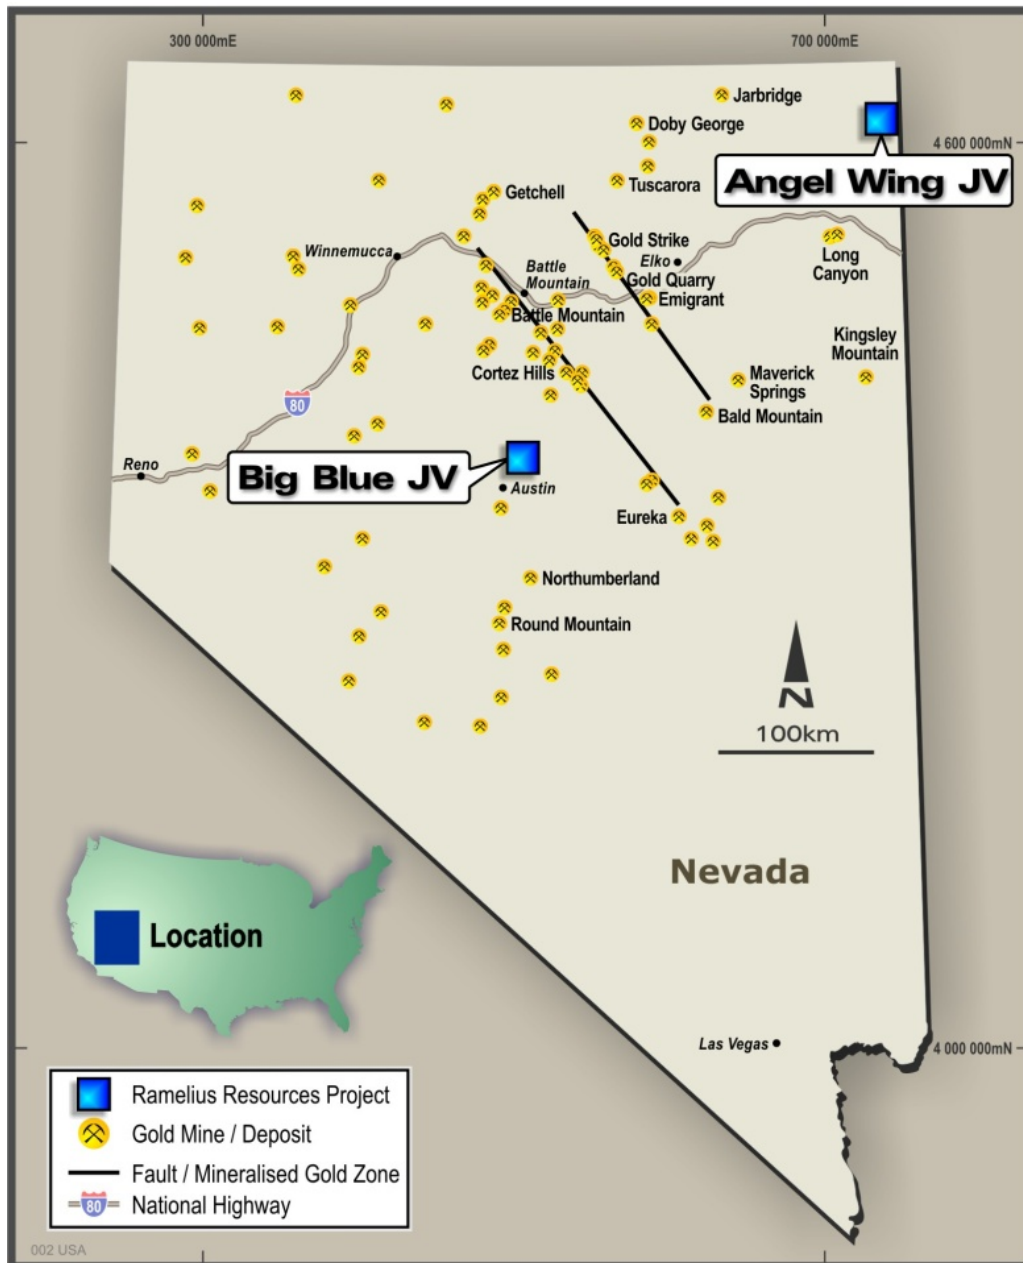 300 000mE
700 000mE
Jarbridge
Doby George
4 600 000mN
Angel Wing JV
Tuscarora
Getchell
Gold Strike
Winnemucca
Elko
Long
Canyon
Battle
Mountain
Gold Quarry
Emigrant
Battle Mountain
Kingsley
Mountain
Cortez Hills
Maverick
Springs
80
Bald Mountain
Reno
Big Blue JV
Austin
Eureka
Northumberland
Round Mountain
N
100km
Nevada
Location
Las Vegas
4 000 000mN
Ramelius Resources Project
Gold Mine / Deposit
Fault / Mineralised Gold Zone
80
National Highway
002 USA